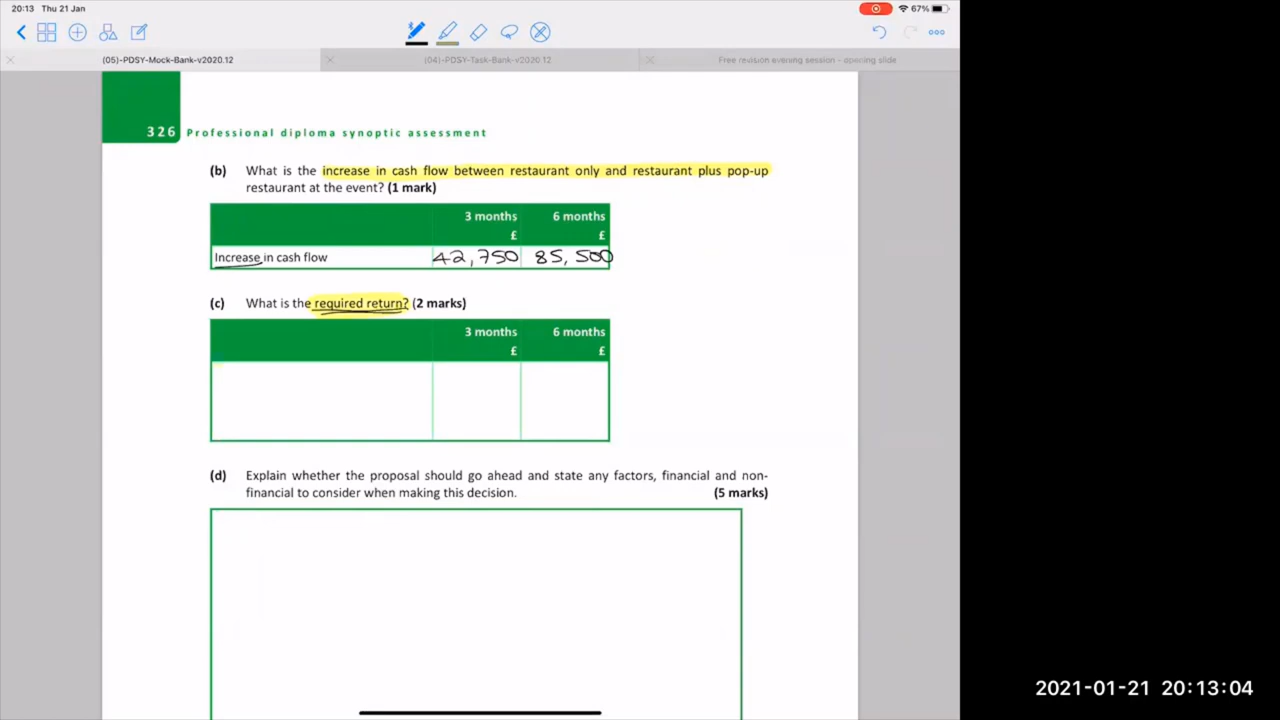 20:13 Thu 21 Jan
67%
(05)-PDSY-Mock-Bank-v2020.12
(04)-PDSY-Task-Bank-v2020.12
Free revision evening session - opening slide
326 Professional diploma synoptic assessment
(b) What is the increase in cash flow between restaurant only and restaurant plus pop-up
restaurant at the event? (1 mark)
3 months 6 months
£ £
Increase in cash flow 42,750 85,500
(c) What is the required return? (2 marks)
3 months 6 months
£ £
(d) Explain whether the proposal should go ahead and state any factors, financial and non-
financial to consider when making this decision. (5 marks)
2021-01-21 20:13:04